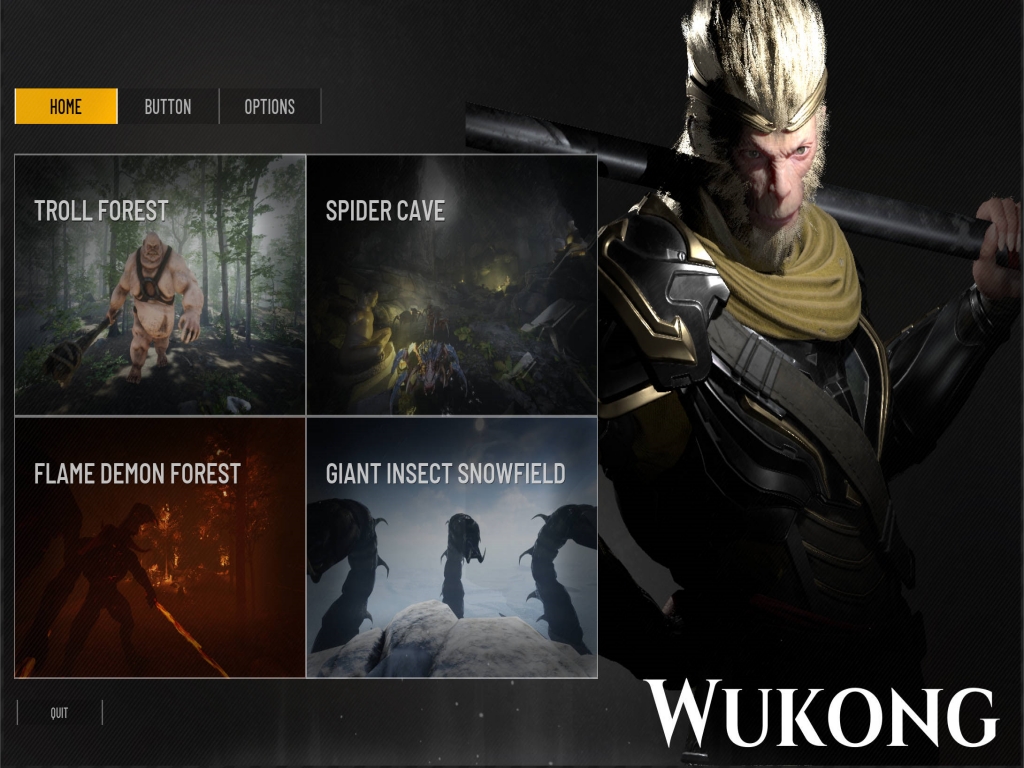 HOME
BUTTON
OPTIONS
TROLL FOREST
SPIDER CAVE
FLAME DEMON FOREST
GIANT INSECT SNOWFIELD
QUIT
WUKONG